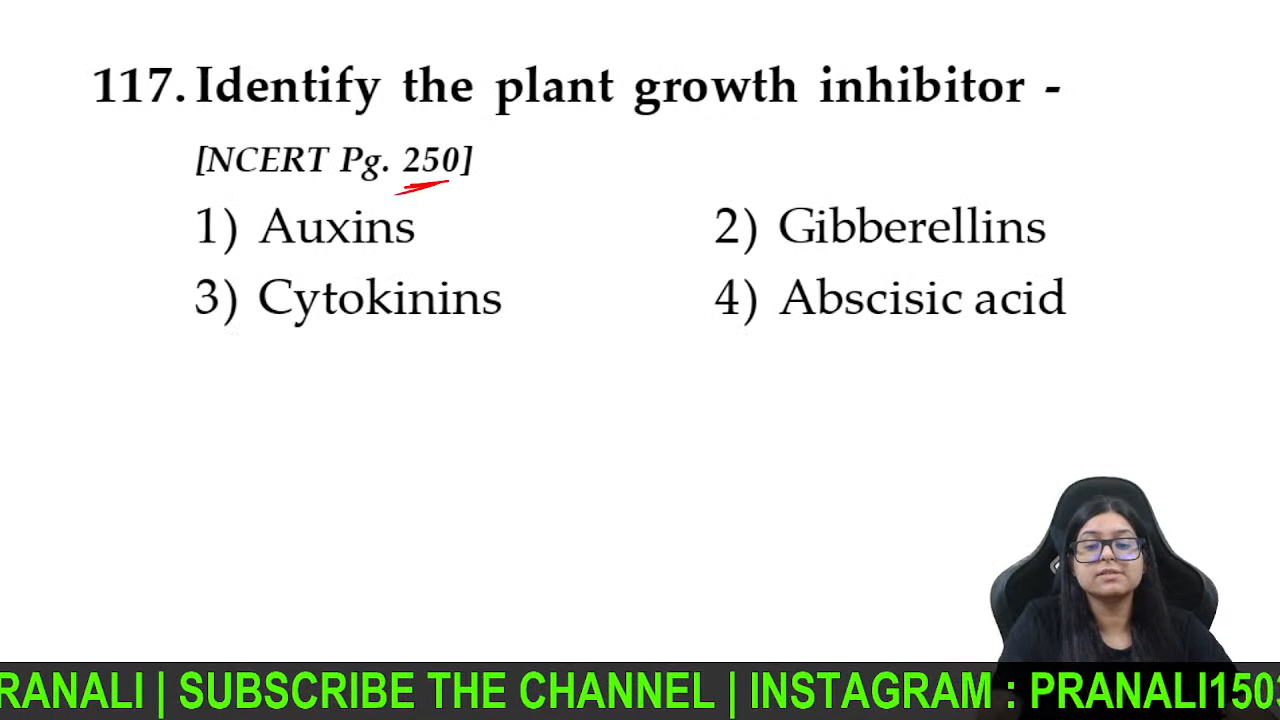 117. Identify the plant growth inhibitor -
[NCERT Pg. 250]
1) Auxins 2) Gibberellins
3) Cytokinins 4) Abscisic acid
RANALI | SUBSCRIBE THE CHANNEL | INSTAGRAM : PRANALI150